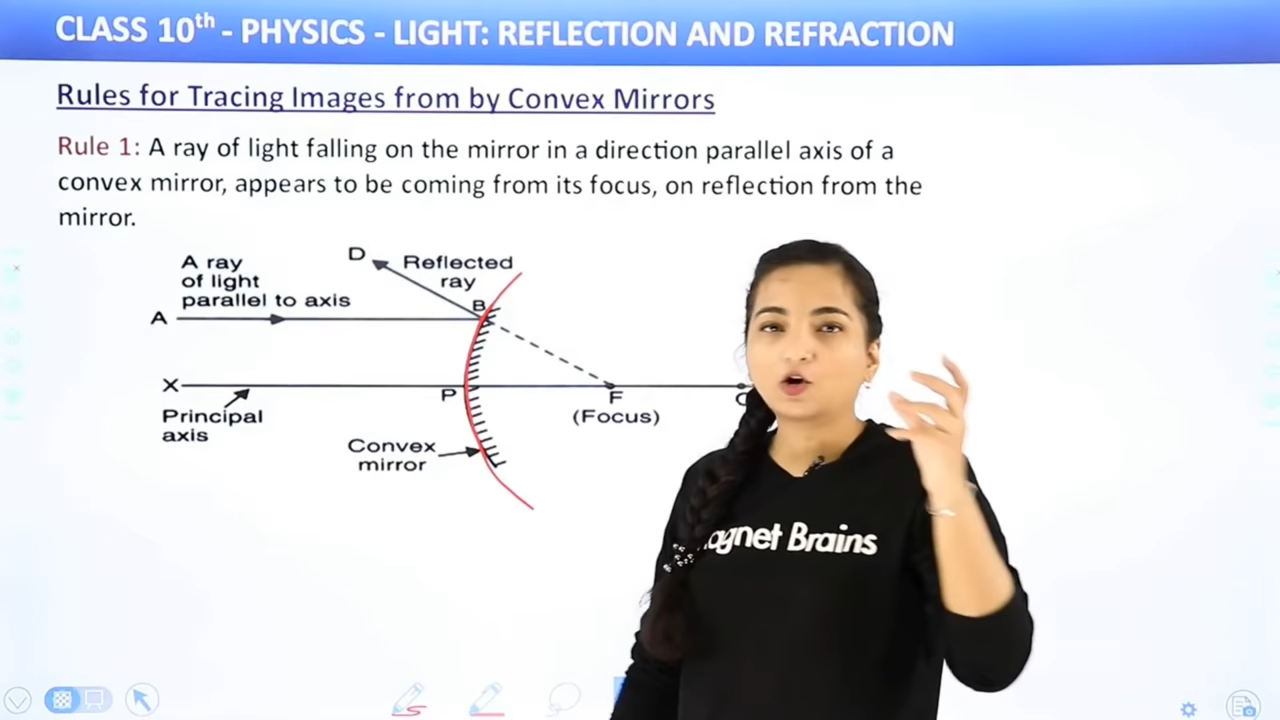 CLASS 10th - PHYSICS - LIGHT: REFLECTION AND REFRACTION
Rules for Tracing Images from by Convex Mirrors
Rule 1: A ray of light falling on the mirror in a direction parallel axis of a
convex mirror, appears to be coming from its focus, on reflection from the
mirror.
A ray
of light
parallel to axis
D
Reflected
ray
B
A
X
P
F
(Focus)
C
Principal
axis
Convex
mirror
agnet Brains